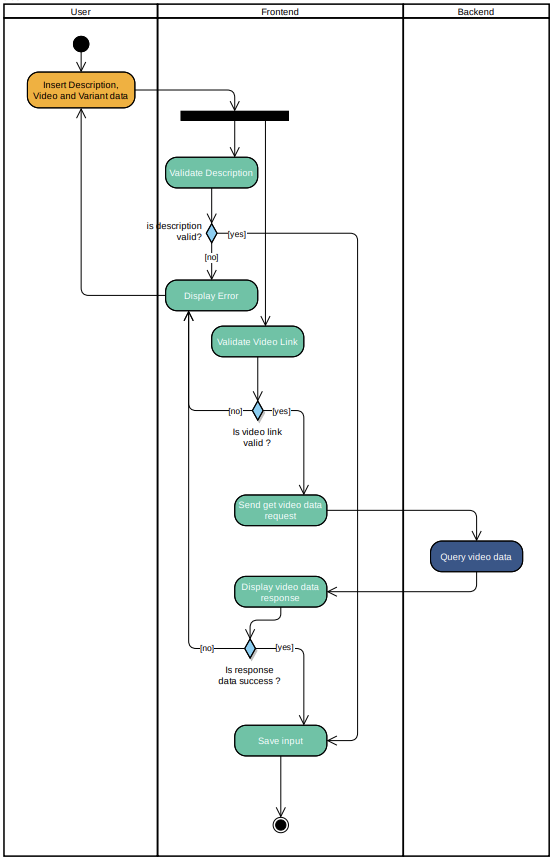 User
Frontend
Backend
Insert Description,
Video and Variant data
Validate Description
is description
valid?
[yes]
[no]
Display Error
Validate Video Link
[no]
[yes]
Is video link
valid ?
Send get video data
request
Query video data
Display video data
response
[no]
[yes]
Is response
data success ?
Save input